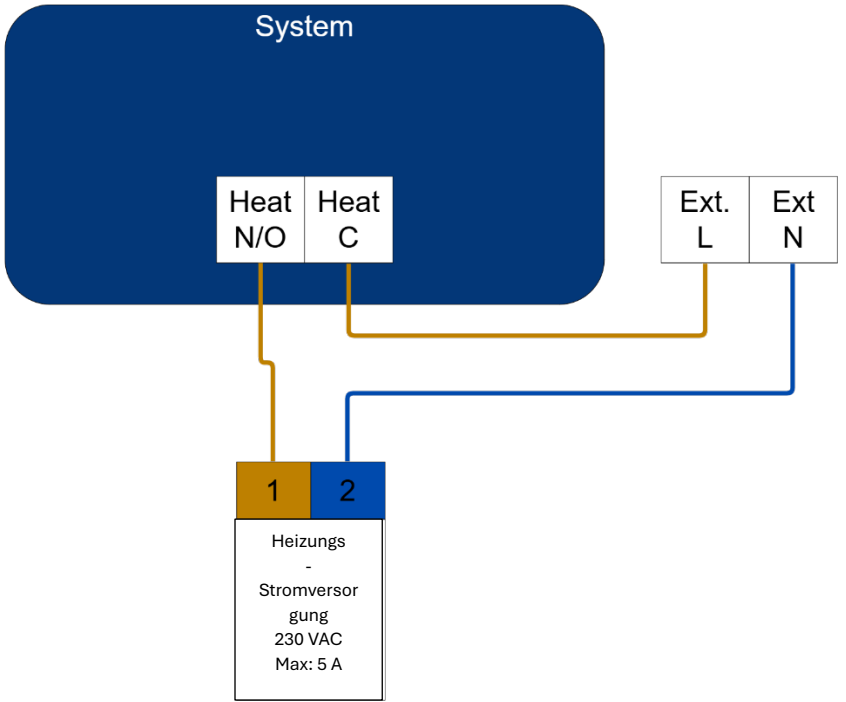 System
Heat Heat Ext. Ext
N/O C L N
1 2
Heizungs
-
Stromversor
gung
230 VAC
Max: 5 A